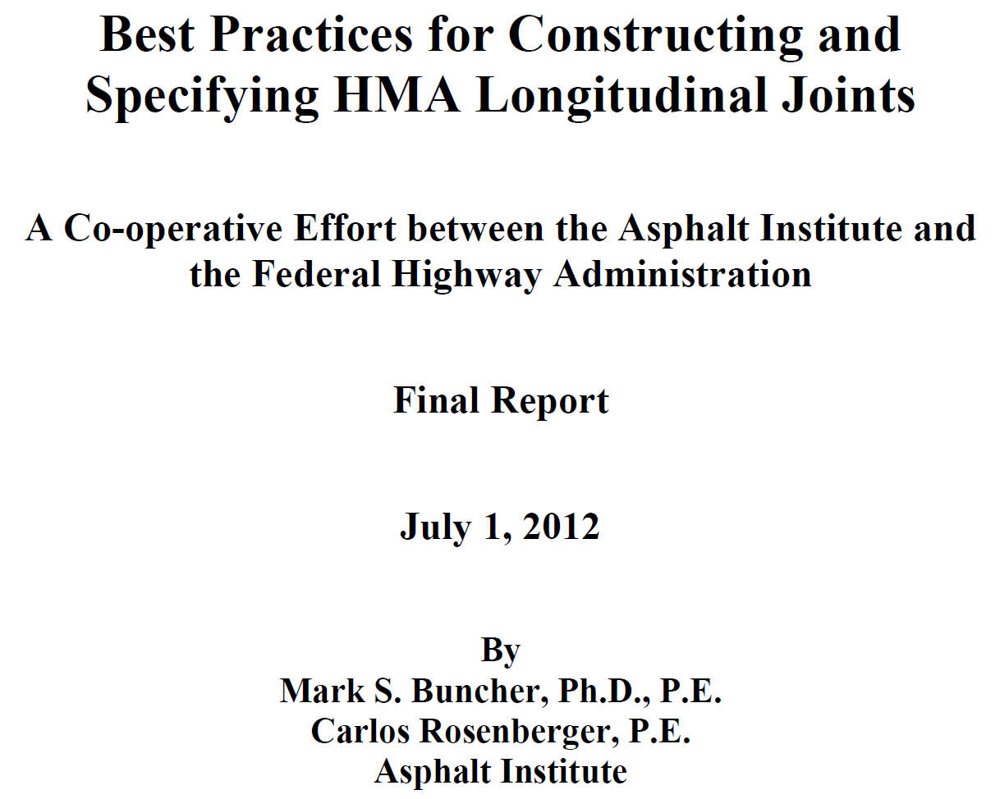 Best Practices for Constructing and
Specifying HMA Longitudinal Joints
A Co-operative Effort between the Asphalt Institute and
the Federal Highway Administration
Final Report
July 1, 2012
By
Mark S. Buncher, Ph.D., P.E.
Carlos Rosenberger, P.E.
Asphalt Institute